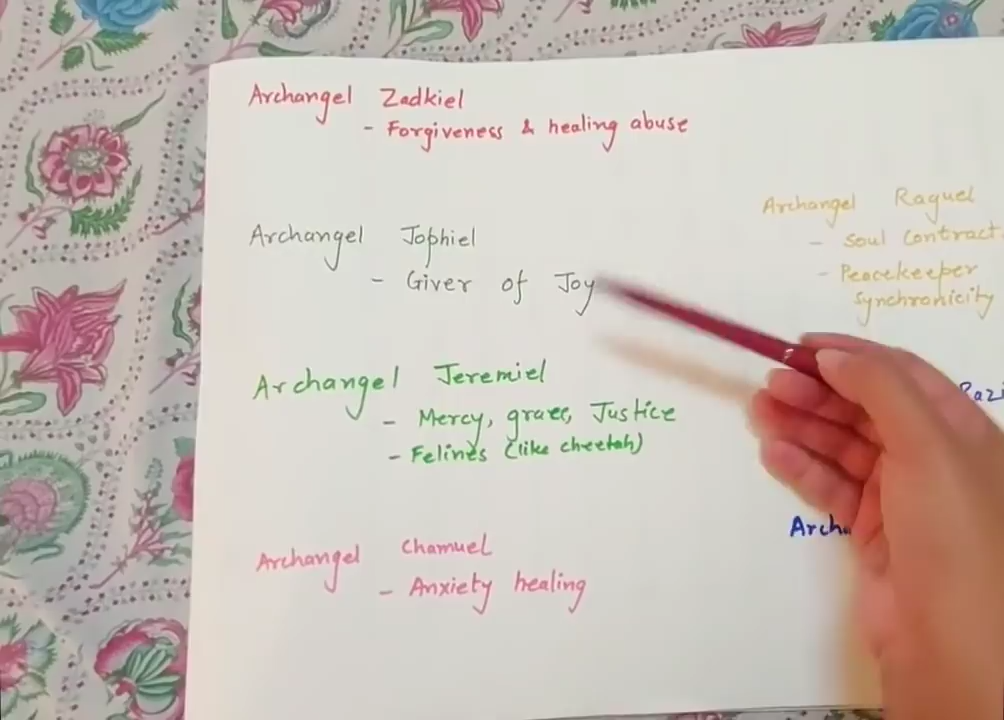 Archangel Zadkiel
- Forgiveness & healing abuse
Archangel Jophiel
- Giver of Joy
Archangel Jeremiel
- Mercy, grace, Justice
- Felines (like cheetah)
Archangel Chamuel
- Anxiety healing
Archangel Raguel
- Soul contract
- Peacekeeper
synchronicity